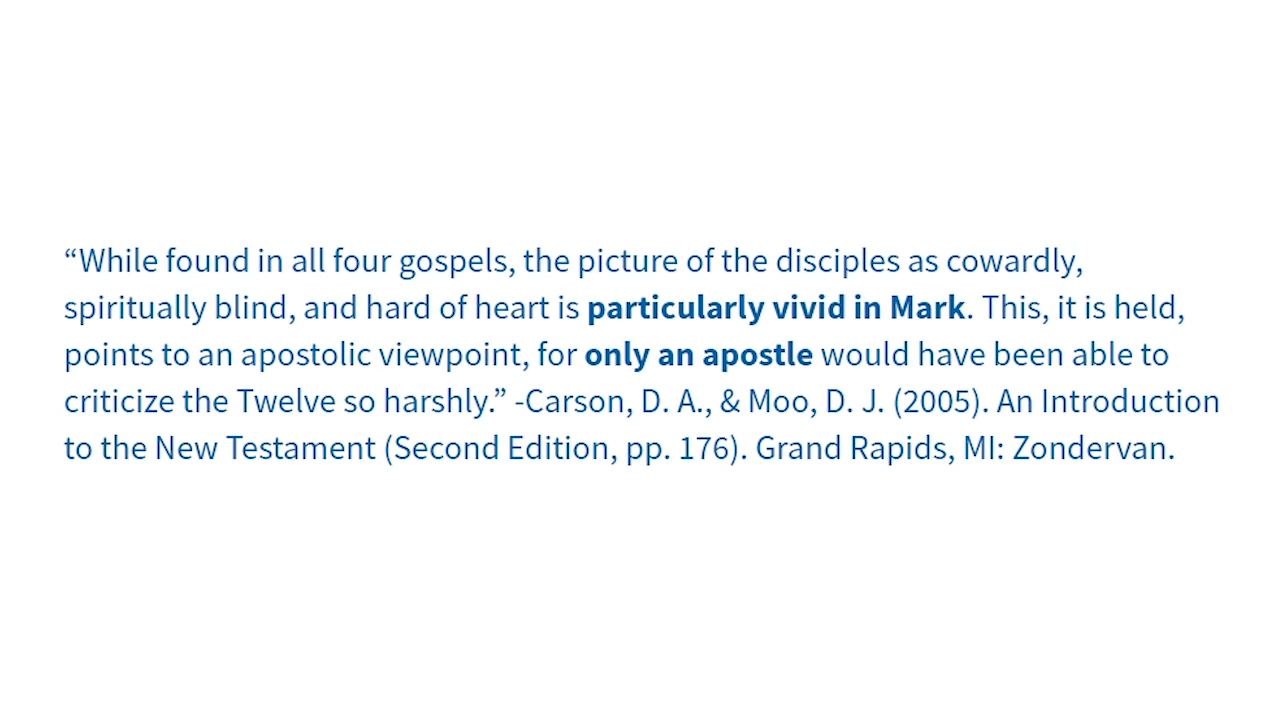 “While found in all four gospels, the picture of the disciples as cowardly,
spiritually blind, and hard of heart is particularly vivid in Mark. This, it is held,
points to an apostolic viewpoint, for only an apostle would have been able to
criticize the Twelve so harshly.” -Carson, D. A., & Moo, D. J. (2005). An Introduction
to the New Testament (Second Edition, pp. 176). Grand Rapids, MI: Zondervan.